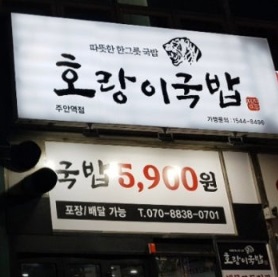 따뜻한 한그릇 국밥
호랑이국밥
주안역점
가맹문의 1544-9496
국밥 5,900원
포장/배달 가능 T.070-8838-0701
호랑이국밥